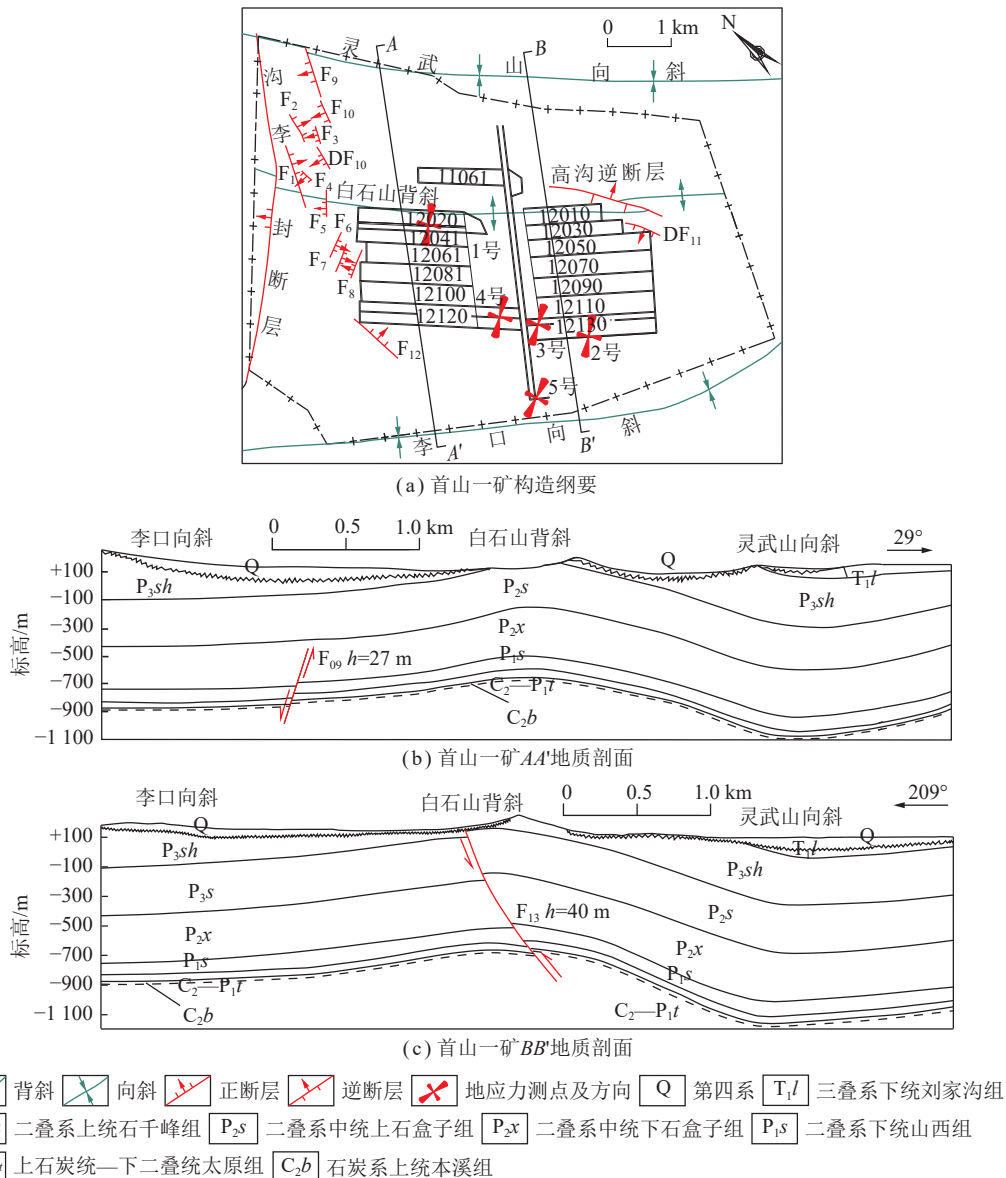 灵 武 山 向 斜
A
B
0 1 km
N
沟 李 封 断 层
F₉
F₂
F₁₀
F₃
DF₁₀
F₁
F₄
F₅
F₆
F₇
F₈
F₁₂
白石山背斜
高沟逆断层
DF₁₁
11061
12020
12041
12061
12081
12100
12120
12010
12030
12050
12070
12090
12110
12130
1号
4号
3号
2号
5号
李 口 向 斜
A'
B'
(a) 首山一矿构造纲要
李口向斜
0 0.5 1.0 km
白石山背斜
灵武山向斜
29°
标高/m
+100
−100
−300
−500
−700
−900
−1 100
Q
P₃sh
P₂s
Q
T₁l
P₃sh
P₂x
P₁s
F₀₉ h=27 m
C₂—P₁t
C₂b
(b) 首山一矿AA'地质剖面
李口向斜
白石山背斜
0 0.5 1.0 km
灵武山向斜
209°
标高/m
+100
−100
−300
−500
−700
−900
−1 100
Q
P₃sh
P₃s
P₂x
P₁s
C₂—P₁t
C₂b
F₁₃ h=40 m
T₁l
Q
P₃sh
P₂s
P₂x
P₁s
C₂—P₁t
(c) 首山一矿BB'地质剖面
背斜 向斜 正断层 逆断层 地应力测点及方向 Q 第四系 T₁l 三叠系下统刘家沟组
二叠系上统石千峰组 P₂s 二叠系中统上石盒子组 P₂x 二叠系中统下石盒子组 P₁s 二叠系下统山西组
上石炭统—下二叠统太原组 C₂b 石炭系上统本溪组